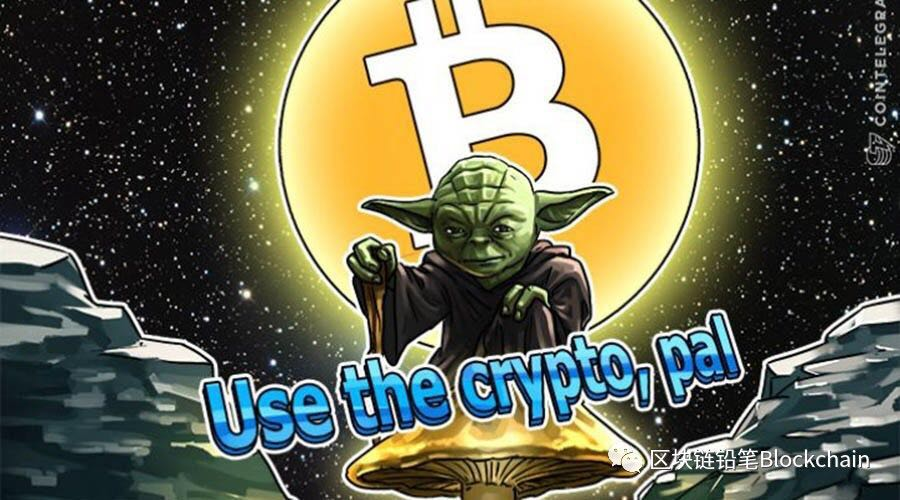 COINTELEGRA
Use the crypto, pal
区块链铅笔Blockchain